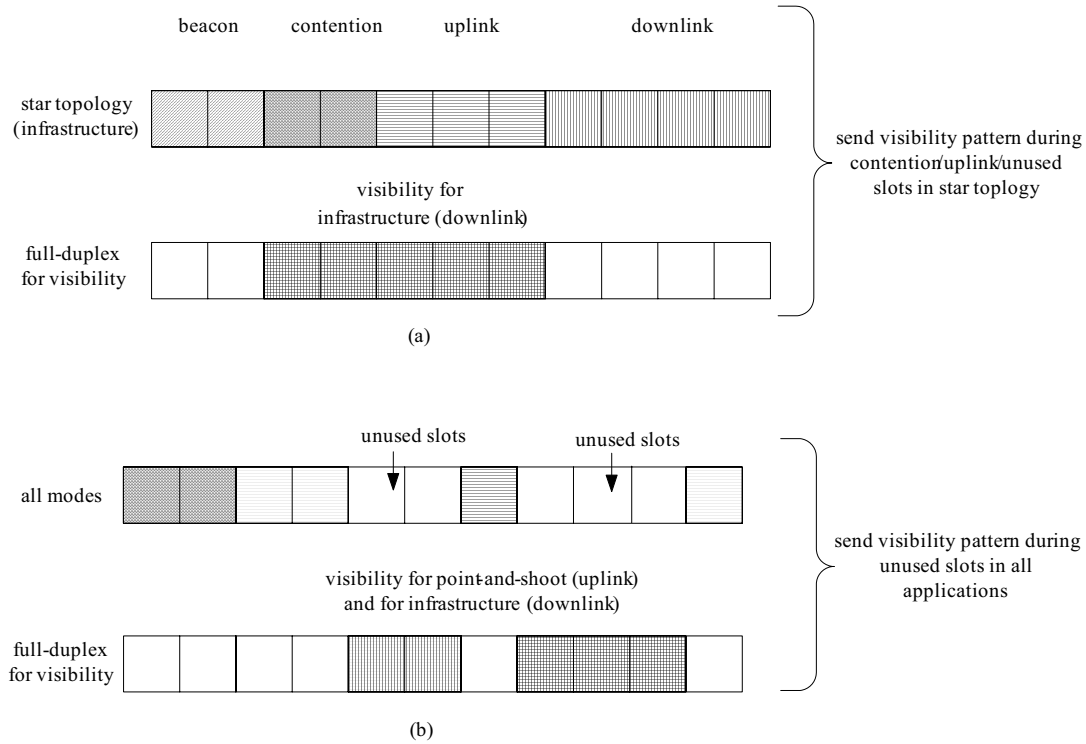 beacon contention uplink downlink
star topology
(infrastructure)
send visibility pattern during
contention/uplink/unused
slots in star toplogy
visibility for
infrastructure (downlink)
full-duplex
for visibility
(a)
unused slots unused slots
all modes
send visibility pattern during
unused slots in all
applications
visibility for point-and-shoot (uplink)
and for infrastructure (downlink)
full-duplex
for visibility
(b)